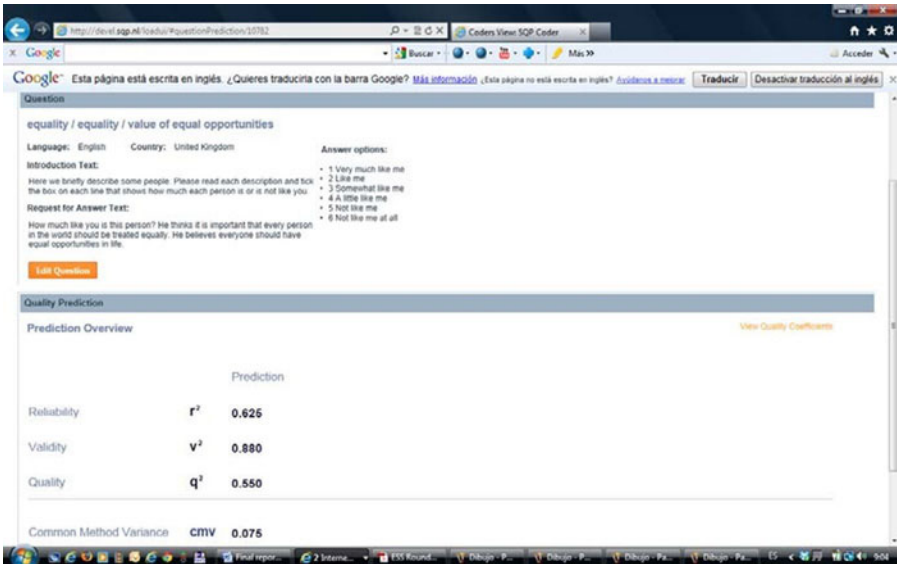 http://devel.sqp.nl/loadui/#questionPrediction/10782
Coders View: SQP Coder
Google
Buscar
Más »
Acceder
Google Esta página está escrita en inglés. ¿Quieres traducirla con la barra Google? Más información ¿Esta página no está escrita en inglés? Ayúdanos a mejorar Traducir Desactivar traducción al inglés
Question
equality / equality / value of equal opportunities
Language: English Country: United Kingdom
Introduction Text:
Here we briefly describe some people. Please read each description and tick
the box on each line that shows how much each person is or is not like you.
Request for Answer Text:
How much like you is this person? He thinks it is important that every person
in the world should be treated equally. He believes everyone should have
equal opportunities in life.
Answer options:
• 1 Very much like me
• 2 Like me
• 3 Somewhat like me
• 4 A little like me
• 5 Not like me
• 6 Not like me at all
Edit Question
Quality Prediction
Prediction Overview
View Quality Coefficients
Prediction
Reliability r² 0.625
Validity v² 0.880
Quality q² 0.550
Common Method Variance cmv 0.075
Final repor... 2 Interne... ESS Round... Dibujo - P... Dibujo - P... Dibujo - Pa... Dibujo - Pa... ES 9:04